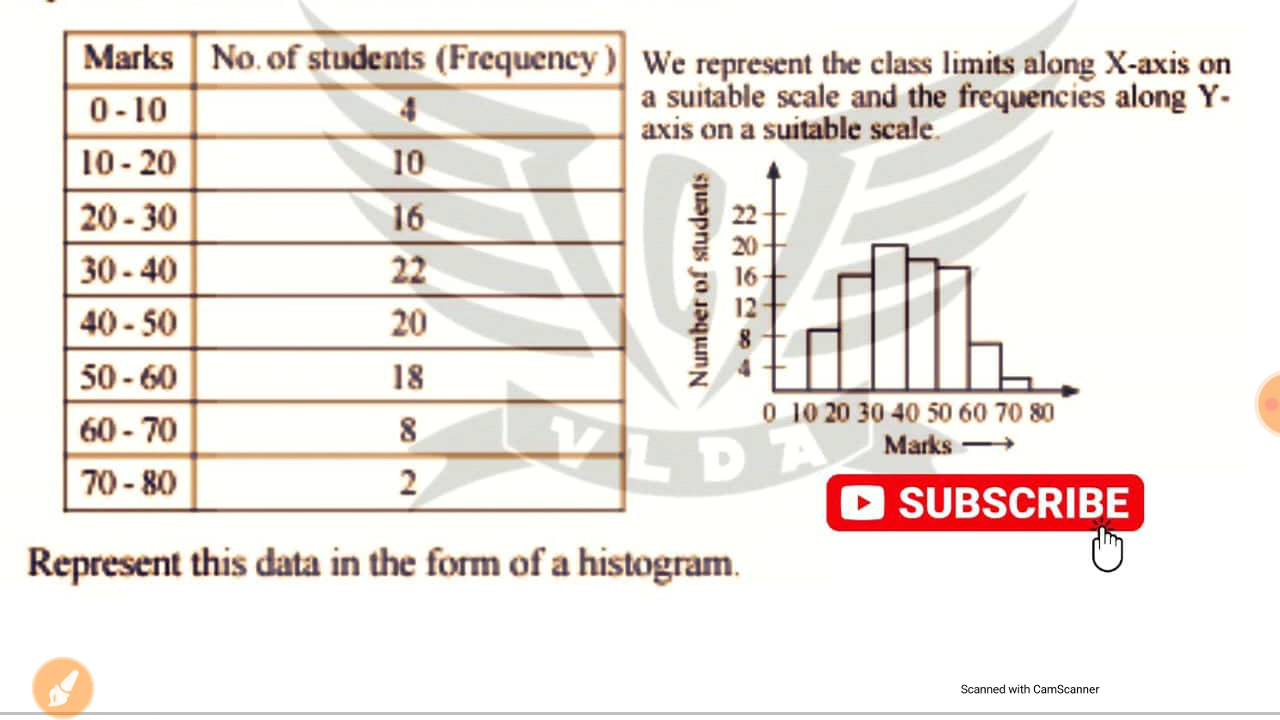 Marks No. of students (Frequency)
0 - 10 4
10 - 20 10
20 - 30 16
30 - 40 22
40 - 50 20
50 - 60 18
60 - 70 8
70 - 80 2
Represent this data in the form of a histogram.
We represent the class limits along X-axis on
a suitable scale and the frequencies along Y-
axis on a suitable scale.
Number of students
22
20
16
12
8
4
0 10 20 30 40 50 60 70 80
Marks
VLDA
SUBSCRIBE
Scanned with CamScanner